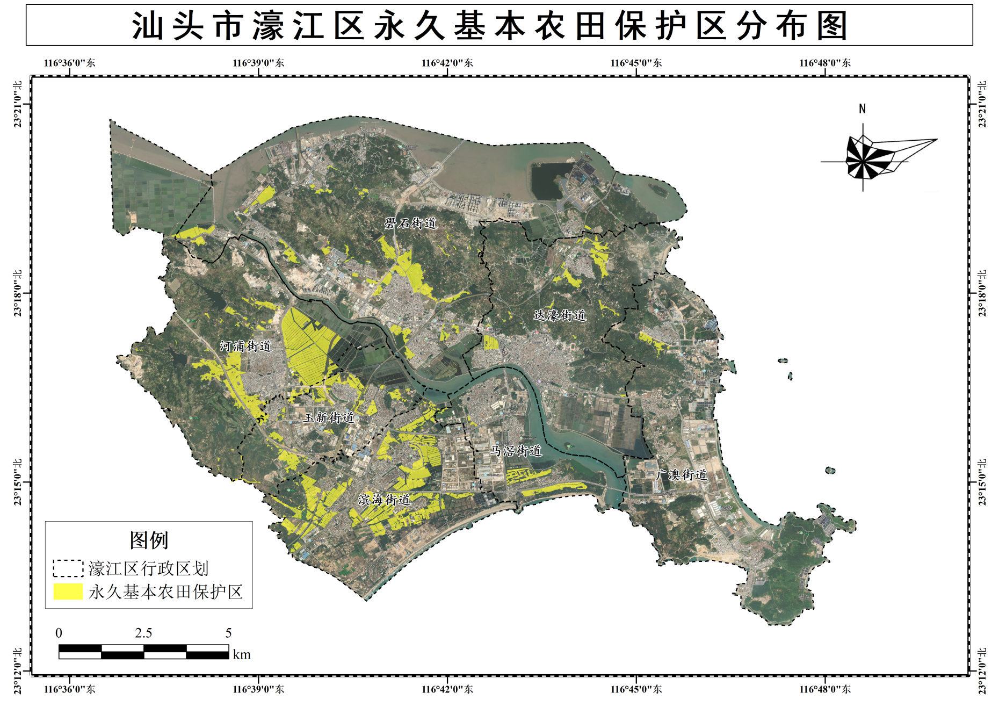 汕头市濠江区永久基本农田保护区分布图
116°36'0"东 116°39'0"东 116°42'0"东 116°45'0"东 116°48'0"东
23°21'0"北 23°21'0"北
N
礐石街道
23°18'0"北 23°18'0"北
达濠街道
河浦街道
玉新街道
马滘街道
广澳街道
23°15'0"北 23°15'0"北
滨海街道
图例
濠江区行政区划
永久基本农田保护区
0 2.5 5
km
23°12'0"北 23°12'0"北
116°36'0"东 116°39'0"东 116°42'0"东 116°45'0"东 116°48'0"东